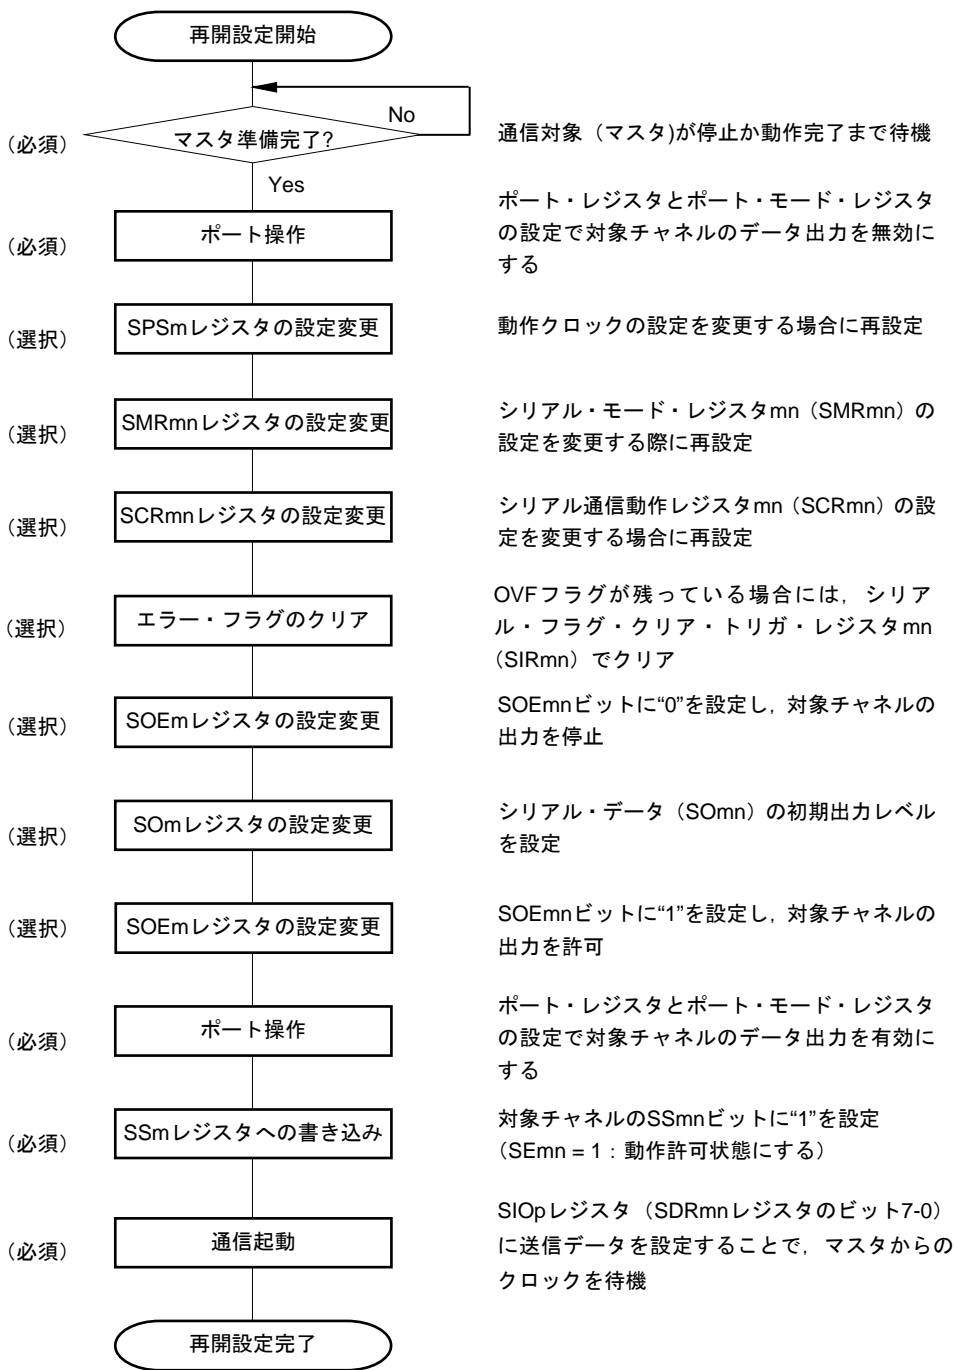 再開設定開始
No
(必須)
マスタ準備完了?
通信対象（マスタ)が停止か動作完了まで待機
Yes
(必須)
ポート操作
ポート・レジスタとポート・モード・レジスタ
の設定で対象チャネルのデータ出力を無効に
する
(選択)
SPSmレジスタの設定変更
動作クロックの設定を変更する場合に再設定
(選択)
SMRmnレジスタの設定変更
シリアル・モード・レジスタmn（SMRmn）の
設定を変更する際に再設定
(選択)
SCRmnレジスタの設定変更
シリアル通信動作レジスタmn（SCRmn）の設
定を変更する場合に再設定
(選択)
エラー・フラグのクリア
OVFフラグが残っている場合には，シリア
ル・フラグ・クリア・トリガ・レジスタmn
（SIRmn）でクリア
(選択)
SOEmレジスタの設定変更
SOEmnビットに“0”を設定し，対象チャネルの
出力を停止
(選択)
SOmレジスタの設定変更
シリアル・データ（SOmn）の初期出力レベル
を設定
(選択)
SOEmレジスタの設定変更
SOEmnビットに“1”を設定し，対象チャネルの
出力を許可
(必須)
ポート操作
ポート・レジスタとポート・モード・レジスタ
の設定で対象チャネルのデータ出力を有効に
する
(必須)
SSmレジスタへの書き込み
対象チャネルのSSmnビットに“1”を設定
（SEmn = 1：動作許可状態にする）
(必須)
通信起動
SIOpレジスタ（SDRmnレジスタのビット7-0）
に送信データを設定することで，マスタからの
クロックを待機
再開設定完了